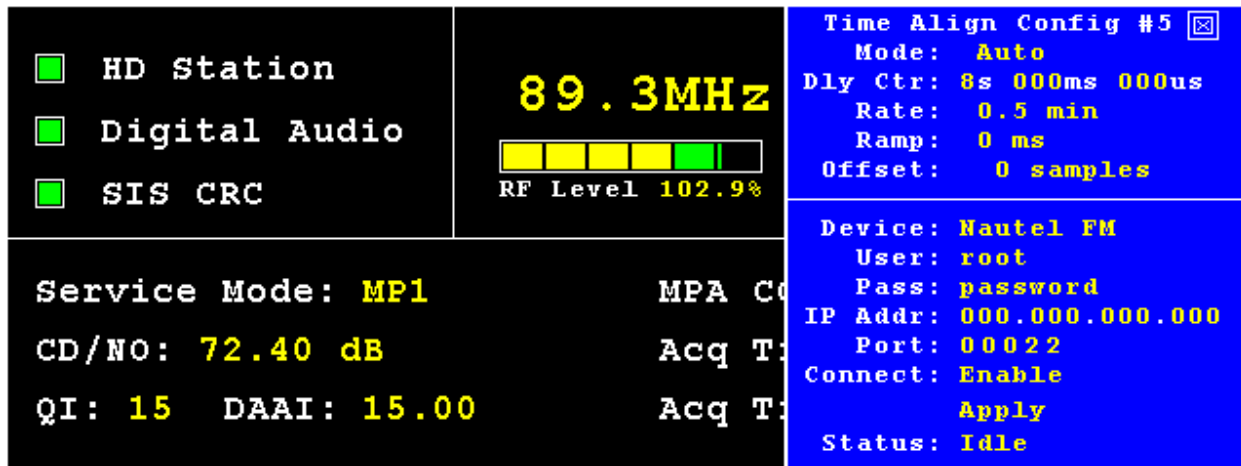 HD Station
Digital Audio
SIS CRC
89.3MHz
RF Level 102.9%
Service Mode: MP1
CD/NO: 72.40 dB
QI: 15 DAAI: 15.00
MPA
Acq
Acq
Time Align Config #5
Mode: Auto
Dly Ctr: 8s 000ms 000us
Rate: 0.5 min
Ramp: 0 ms
Offset: 0 samples
Device: Nautel FM
User: root
Pass: password
IP Addr: 000.000.000.000
Port: 00022
Connect: Enable
Apply
Status: Idle